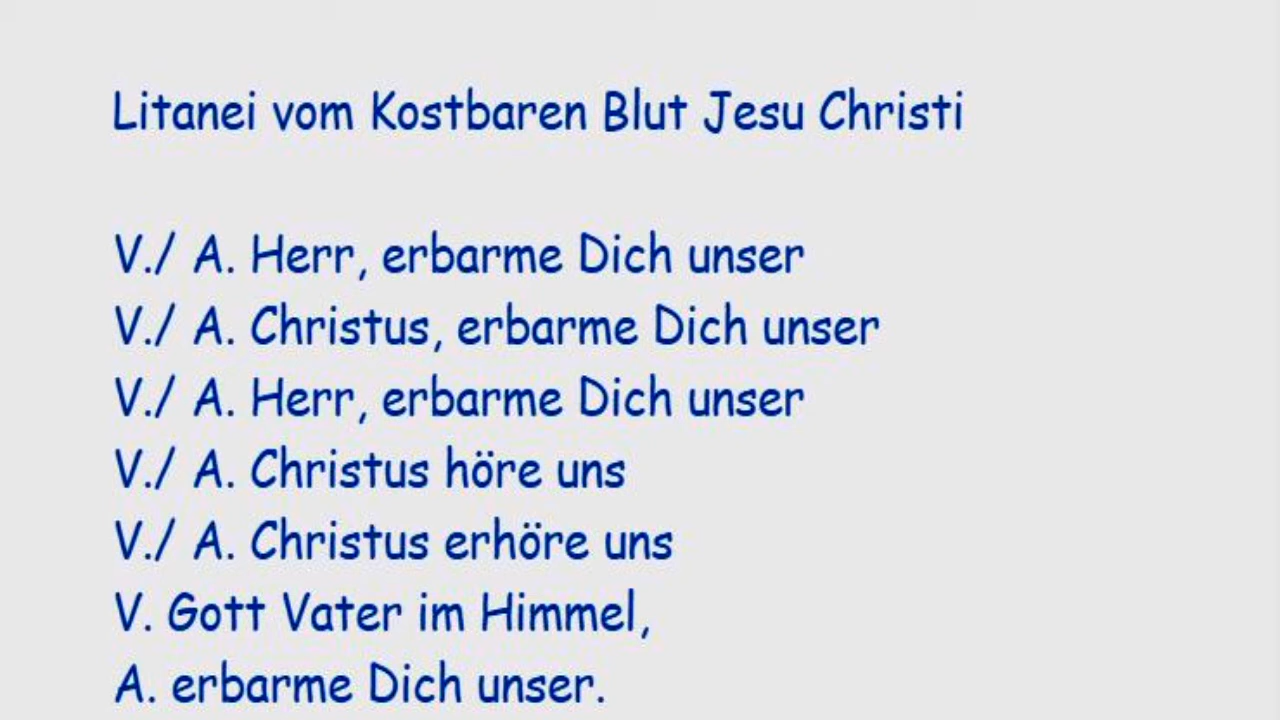 Litanei vom Kostbaren Blut Jesu Christi
V./ A. Herr, erbarme Dich unser
V./ A. Christus, erbarme Dich unser
V./ A. Herr, erbarme Dich unser
V./ A. Christus höre uns
V./ A. Christus erhöre uns
V. Gott Vater im Himmel,
A. erbarme Dich unser.